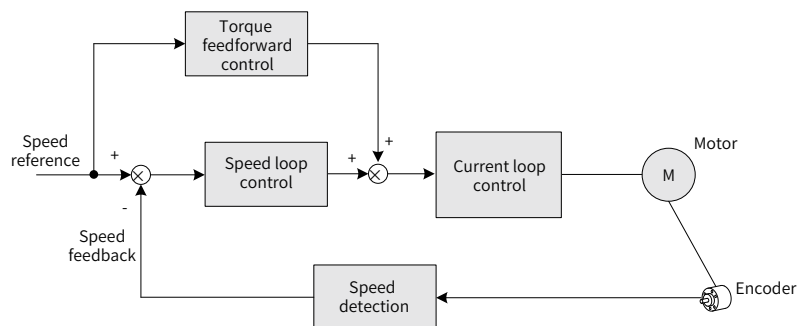 Torque
feedforward
control
Speed
reference
+
Speed loop
control
+
+
Current loop
control
M
Motor
-
Speed
feedback
Speed
detection
Encoder